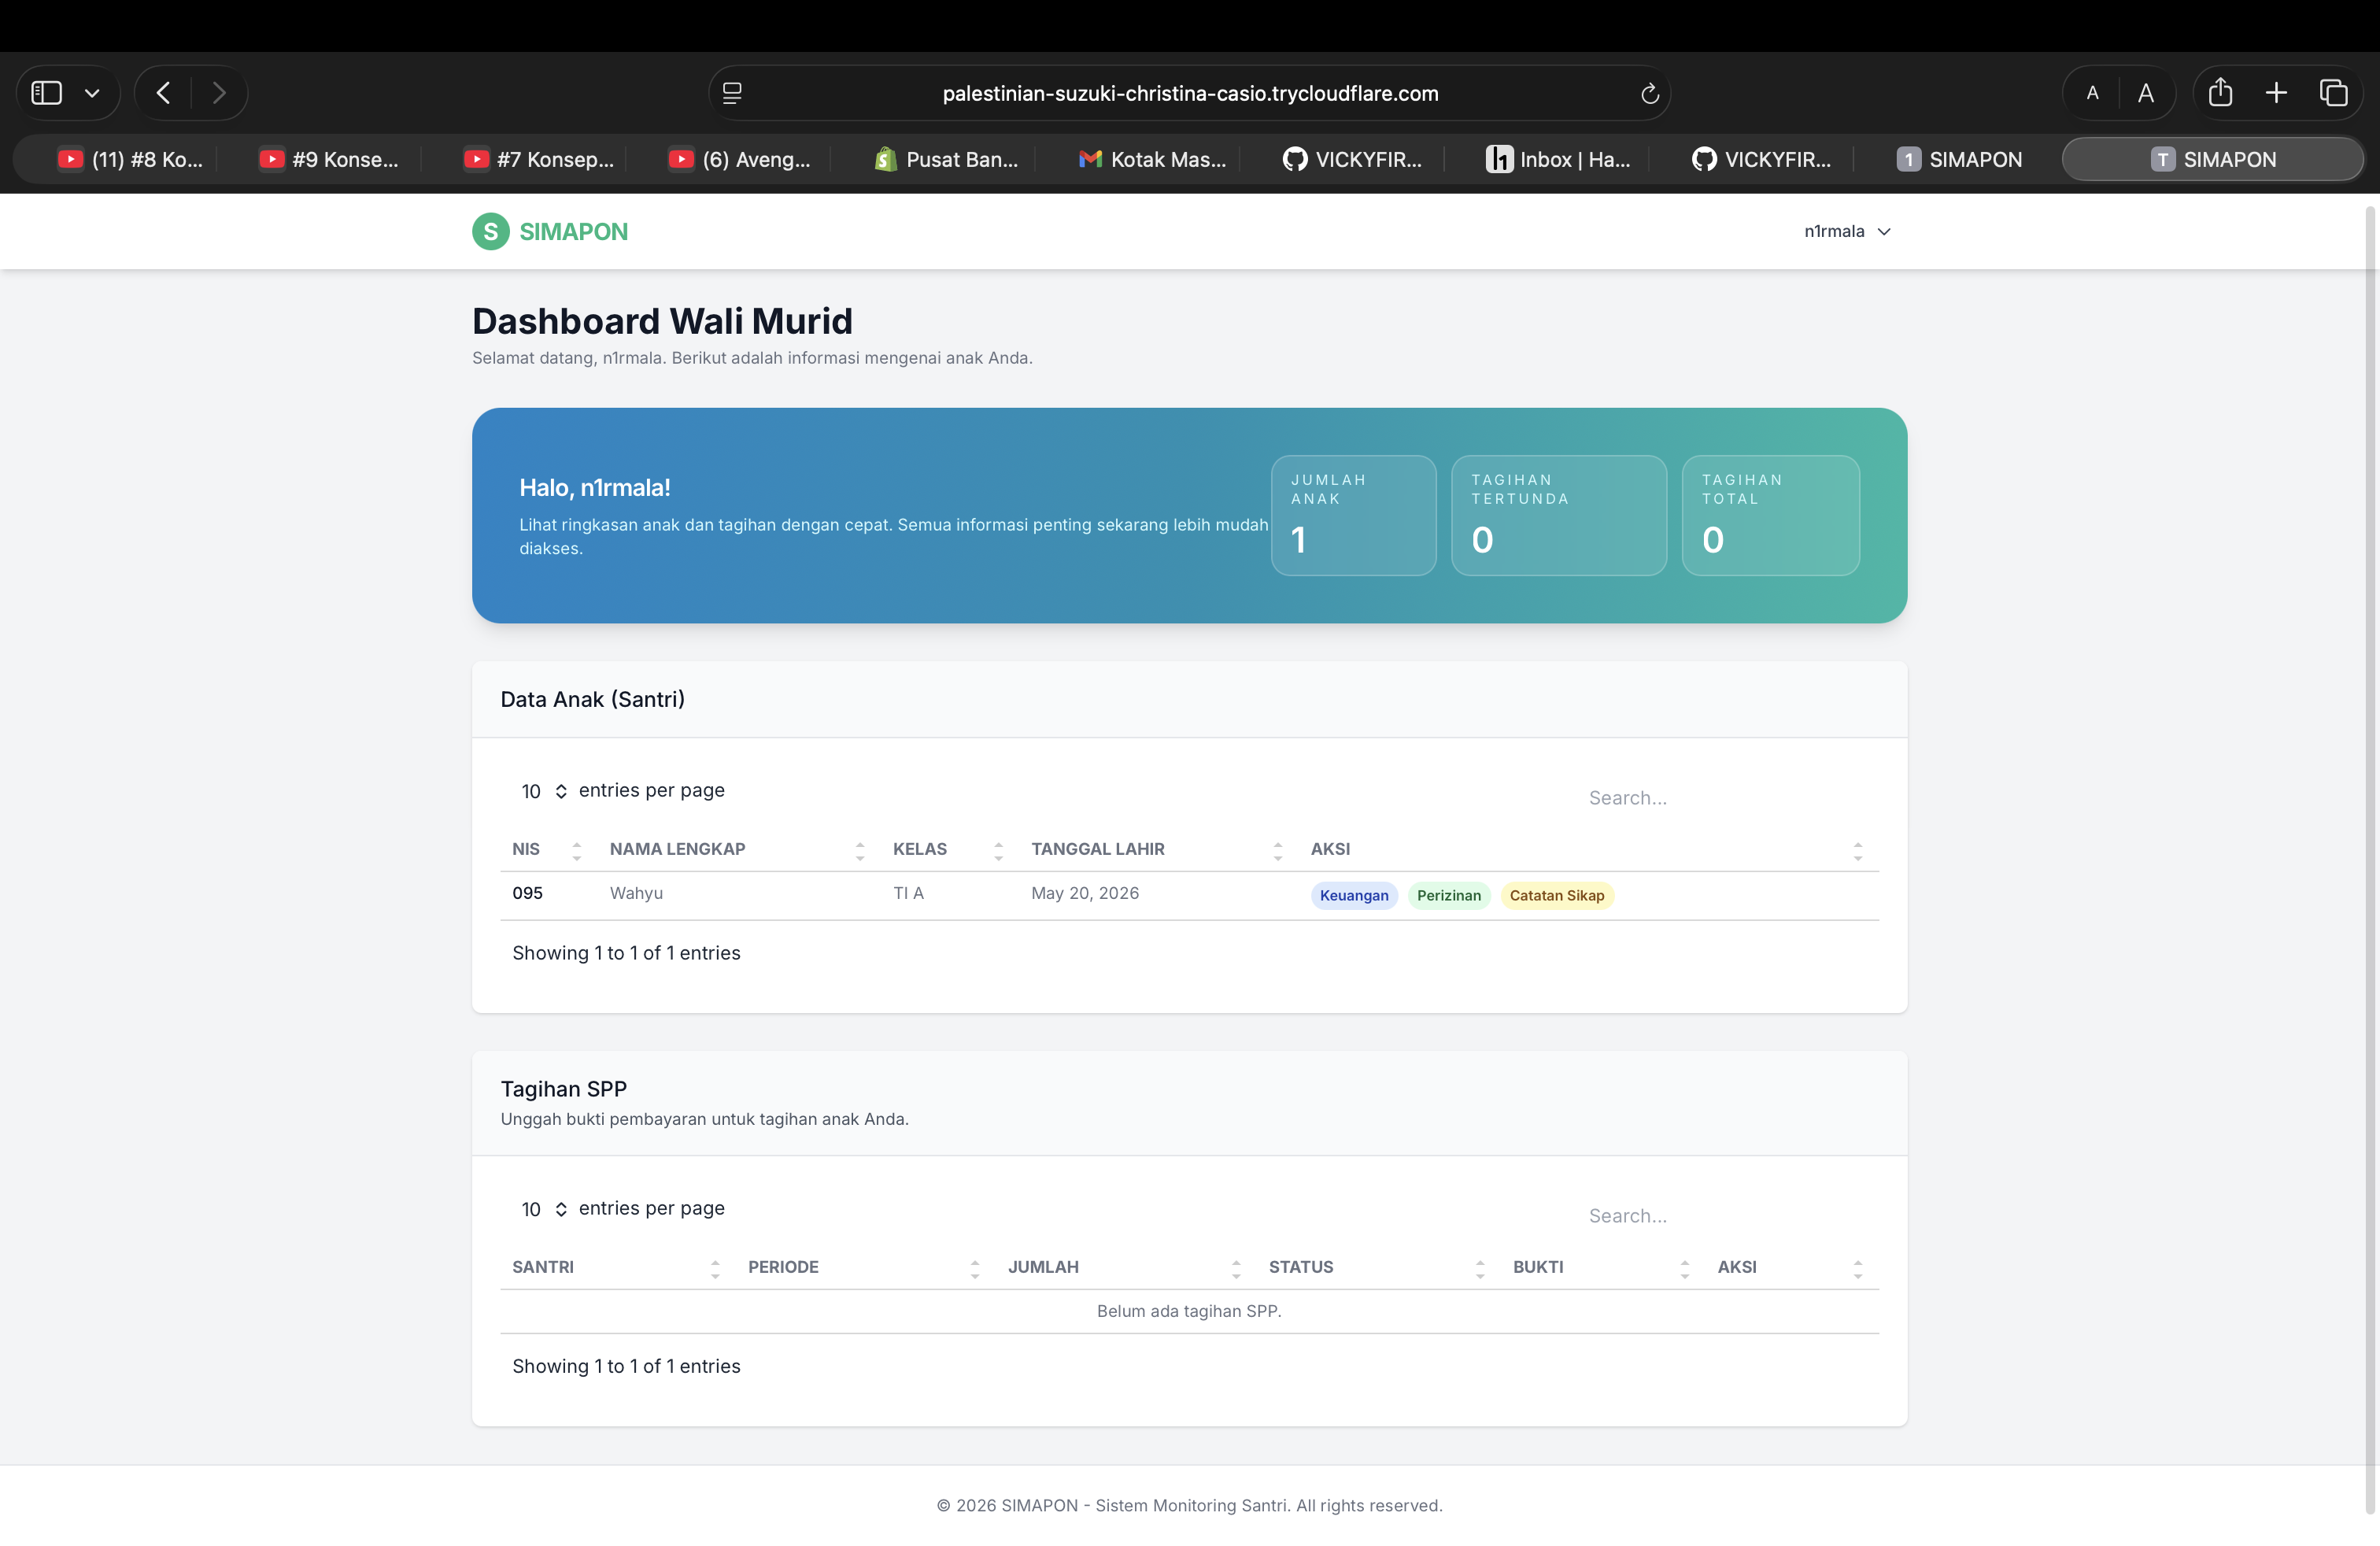 palestinian-suzuki-christina-casio.trycloudflare.com
A A
(11) #8 Ko...
#9 Konse...
#7 Konsep...
(6) Aveng...
Pusat Ban...
Kotak Mas...
VICKYFIR...
Inbox | Ha...
VICKYFIR...
1 SIMAPON
T SIMAPON
S SIMAPON
n1rmala
Dashboard Wali Murid
Selamat datang, n1rmala. Berikut adalah informasi mengenai anak Anda.
Halo, n1rmala!
Lihat ringkasan anak dan tagihan dengan cepat. Semua informasi penting sekarang lebih mudah
diakses.
JUMLAH
ANAK
1
TAGIHAN
TERTUNDA
0
TAGIHAN
TOTAL
0
Data Anak (Santri)
10 entries per page
Search...
NIS NAMA LENGKAP KELAS TANGGAL LAHIR AKSI
095 Wahyu TI A May 20, 2026 Keuangan Perizinan Catatan Sikap
Showing 1 to 1 of 1 entries
Tagihan SPP
Unggah bukti pembayaran untuk tagihan anak Anda.
10 entries per page
Search...
SANTRI PERIODE JUMLAH STATUS BUKTI AKSI
Belum ada tagihan SPP.
Showing 1 to 1 of 1 entries
© 2026 SIMAPON - Sistem Monitoring Santri. All rights reserved.